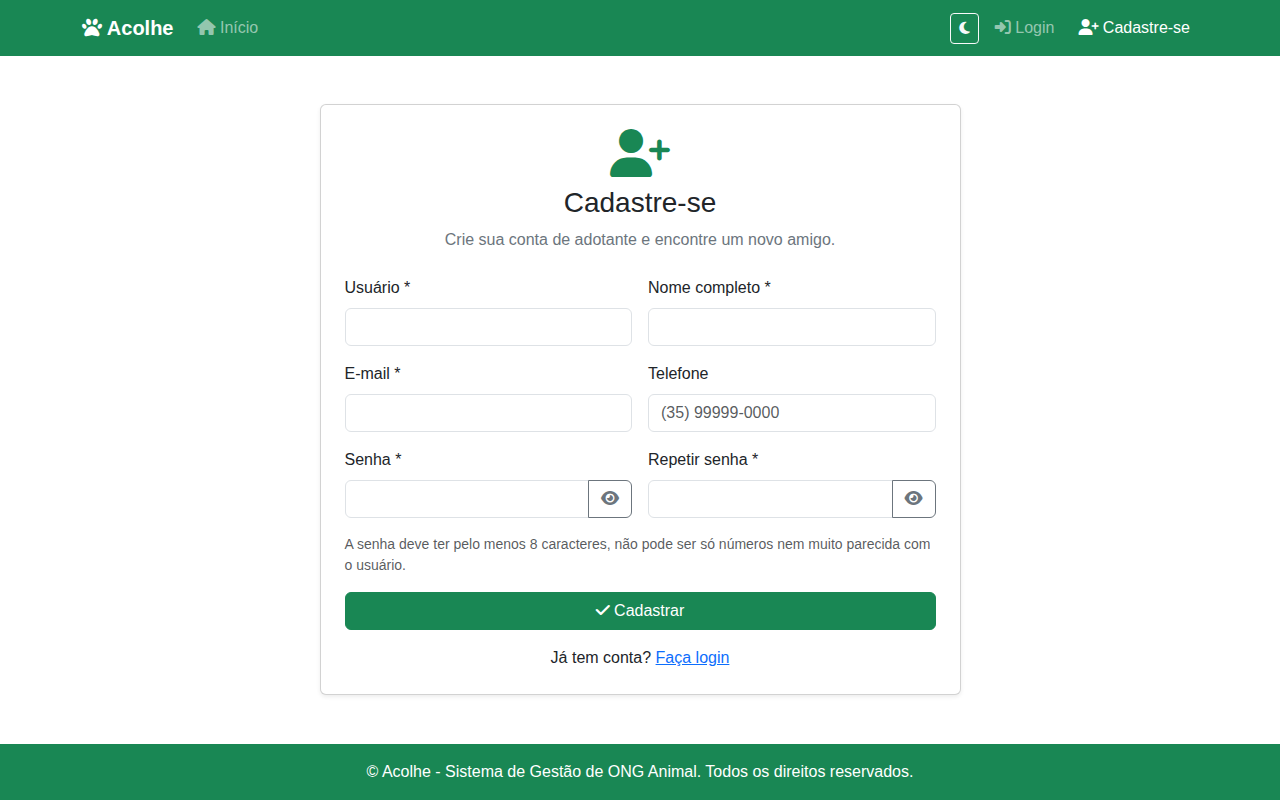 Acolhe
Início
Login
Cadastre-se
Cadastre-se
Crie sua conta de adotante e encontre um novo amigo.
Usuário *
Nome completo *
E-mail *
Telefone
(35) 99999-0000
Senha *
Repetir senha *
A senha deve ter pelo menos 8 caracteres, não pode ser só números nem muito parecida com
o usuário.
Cadastrar
Já tem conta? Faça login
© Acolhe - Sistema de Gestão de ONG Animal. Todos os direitos reservados.